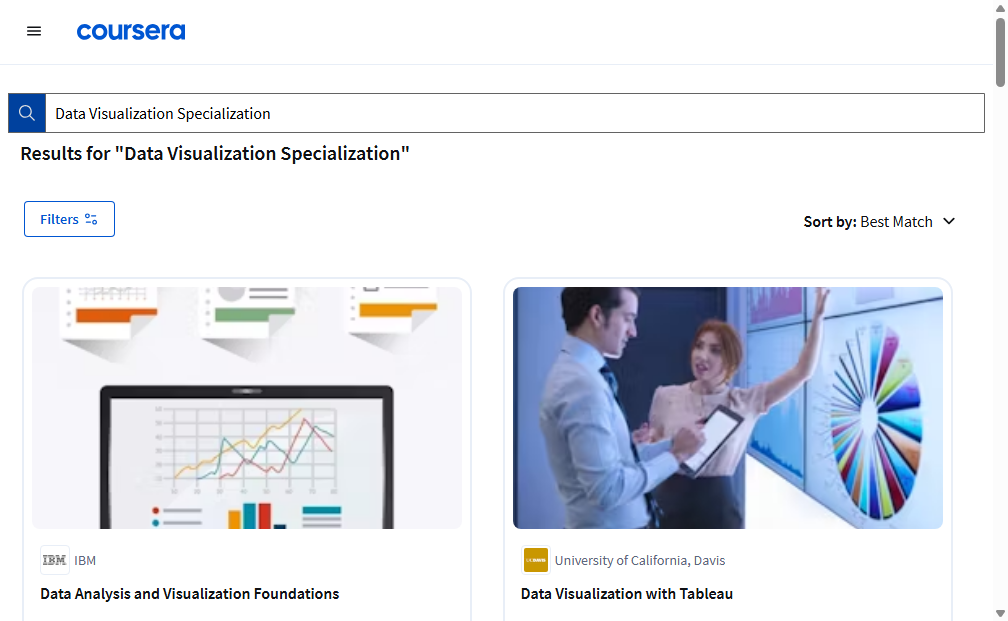 coursera
Data Visualization Specialization
Results for "Data Visualization Specialization"
Filters
Sort by: Best Match
IBM IBM
University of California, Davis
Data Analysis and Visualization Foundations
Data Visualization with Tableau